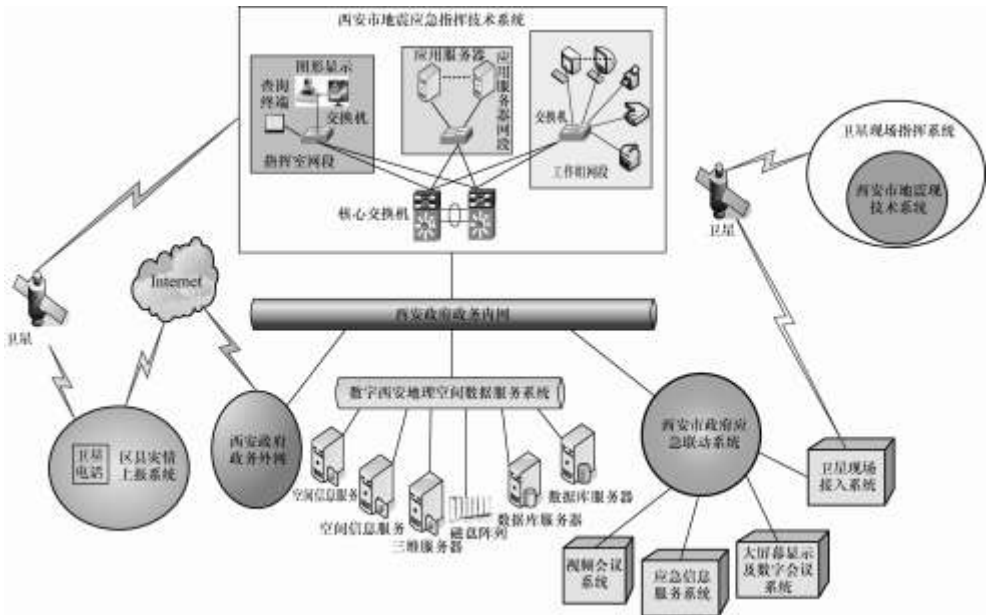 西安市地震应急指挥技术系统
图形显示
查询
终端
交换机
指挥室网段
应用服务器
应用服务器网段
交换机
工作组网段
核心交换机
卫星现场指挥系统
西安市地震现
技术系统
卫星
Internet
卫星
西安政府政务内网
数字西安地理空间数据服务系统
卫星
电话
区县灾情
上报系统
西安政府
政务外网
空间信息服务
空间信息服务
三维服务器
磁盘阵列
数据库服务器
数据库服务器
西安市政府应
急联动系统
卫星现场
接入系统
视频会议
系统
应急信息
服务系统
大屏幕显示
及数字会议
系统